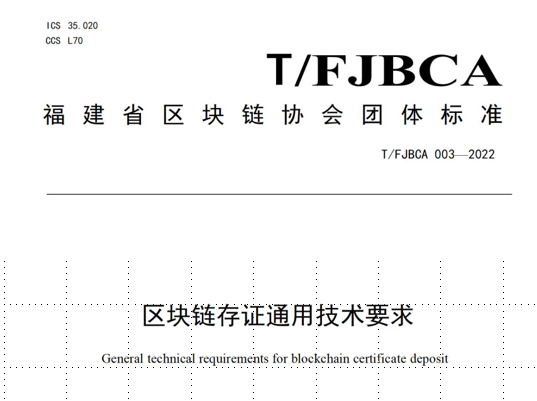 ICS 35.020
CCS L70
T/FJBCA
福建省区块链协会团体标准
T/FJBCA 003—2022
区块链存证通用技术要求
General technical requirements for blockchain certificate deposit